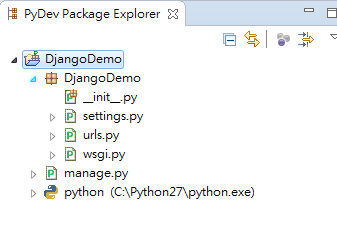 PyDev Package Explorer
DjangoDemo
DjangoDemo
__init__.py
settings.py
urls.py
wsgi.py
manage.py
python (C:\Python27\python.exe)